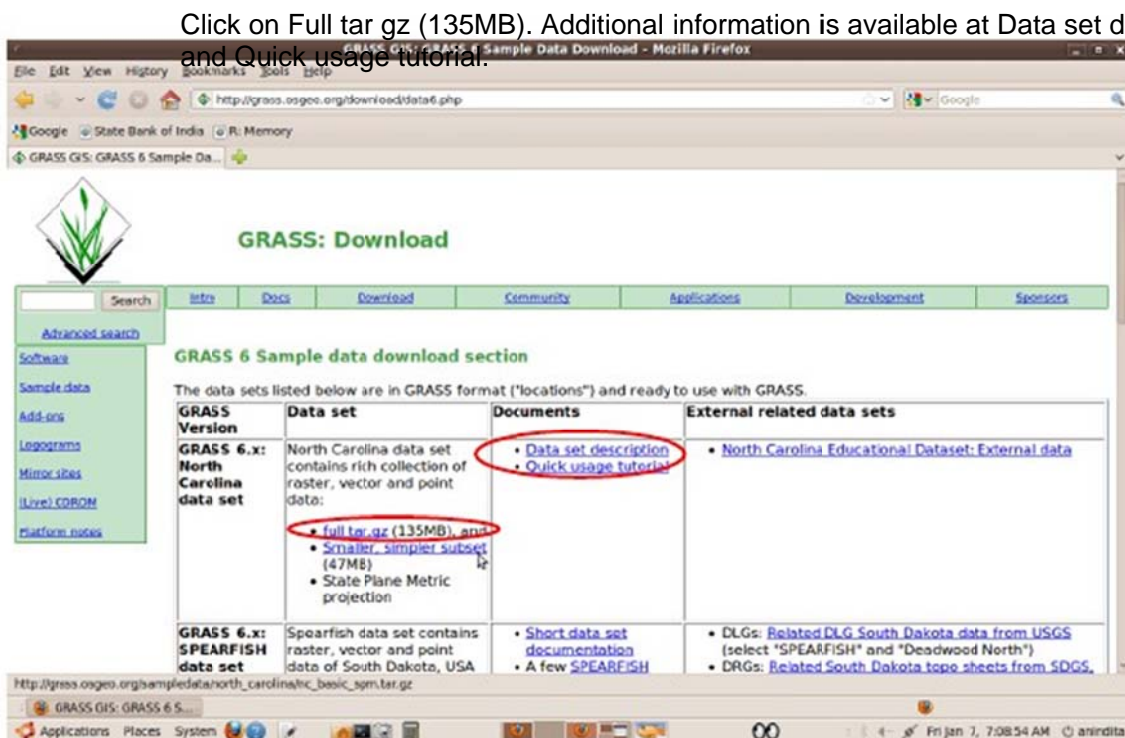 Click on Full tar gz (135MB). Additional information is available at Data set d
and Quick usage tutorial.
GRASS GIS: GRASS 6 Sample Data Download - Mozilla Firefox
File Edit View History Bookmarks Tools Help
http://grass.osgeo.org/download/data6.php
Google
Google State Bank of India R: Memory
GRASS GIS: GRASS 6 Sample Da...
GRASS: Download
Search
Intro Docs Download Community Applications Development Sponsors
Advanced search
Software
Sample data
Add-ons
Logograms
Mirror sites
(Live) CDROM
Platform notes
GRASS 6 Sample data download section
The data sets listed below are in GRASS format ("locations") and ready to use with GRASS.
GRASS Version
Data set
Documents
External related data sets
GRASS 6.x:
North
Carolina
data set
North Carolina data set
contains rich collection of
raster, vector and point
data:
• full tar.gz (135MB), and
• Smaller, simpler subset
(47MB)
• State Plane Metric
projection
• Data set description
• Quick usage tutorial
• North Carolina Educational Dataset: External data
GRASS 6.x:
SPEARFISH
data set
Spearfish data set contains
raster, vector and point
data of South Dakota, USA
• Short data set
documentation
• A few SPEARFISH
• DLGs: Related DLG South Dakota data from USGS
(select "SPEARFISH" and "Deadwood North")
• DRGs: Related South Dakota topo sheets from SDGS,
http://grass.osgeo.org/sampledata/north_carolina/nc_basic_spm.tar.gz
GRASS GIS: GRASS 6 S...
Applications Places System
Fri Jan 7, 7:08:54 AM anindita